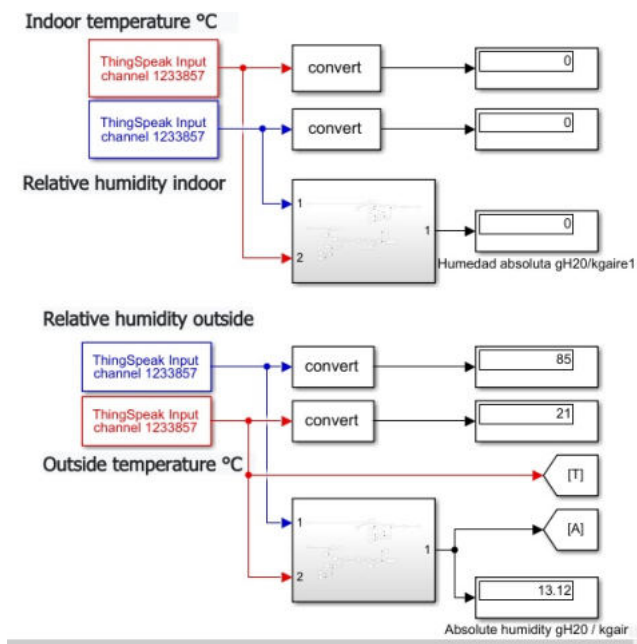 Indoor temperature °C
ThingSpeak Input
channel 1233857
convert
0
ThingSpeak Input
channel 1233857
convert
0
Relative humidity indoor
1
2
1
0
Humedad absoluta gH20/kgaire1
Relative humidity outside
ThingSpeak Input
channel 1233857
convert
85
ThingSpeak Input
channel 1233857
convert
21
Outside temperature °C
[T]
1
2
1
[A]
13.12
Absolute humidity gH20 / kgair